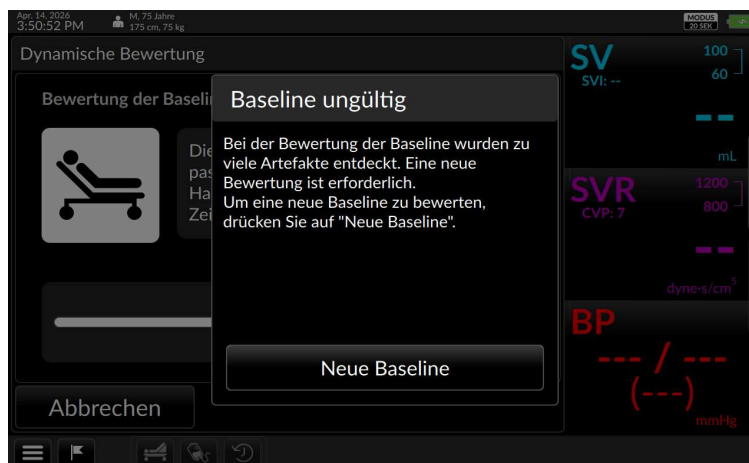 Apr. 14, 2026
3:50:52 PM
M, 75 Jahre
175 cm, 75 kg
MODUS
20 SEK
Dynamische Bewertung
Bewertung der Baseli
Die
pas
Ha
Zei
Baseline ungültig
Bei der Bewertung der Baseline wurden zu
viele Artefakte entdeckt. Eine neue
Bewertung ist erforderlich.
Um eine neue Baseline zu bewerten,
drücken Sie auf "Neue Baseline".
Neue Baseline
Abbrechen
SV
SVI: --
100
60
--
mL
SVR
CVP: 7
1200
800
--
dyne·s/cm⁵
BP
--- / ---
(---)
mmHg